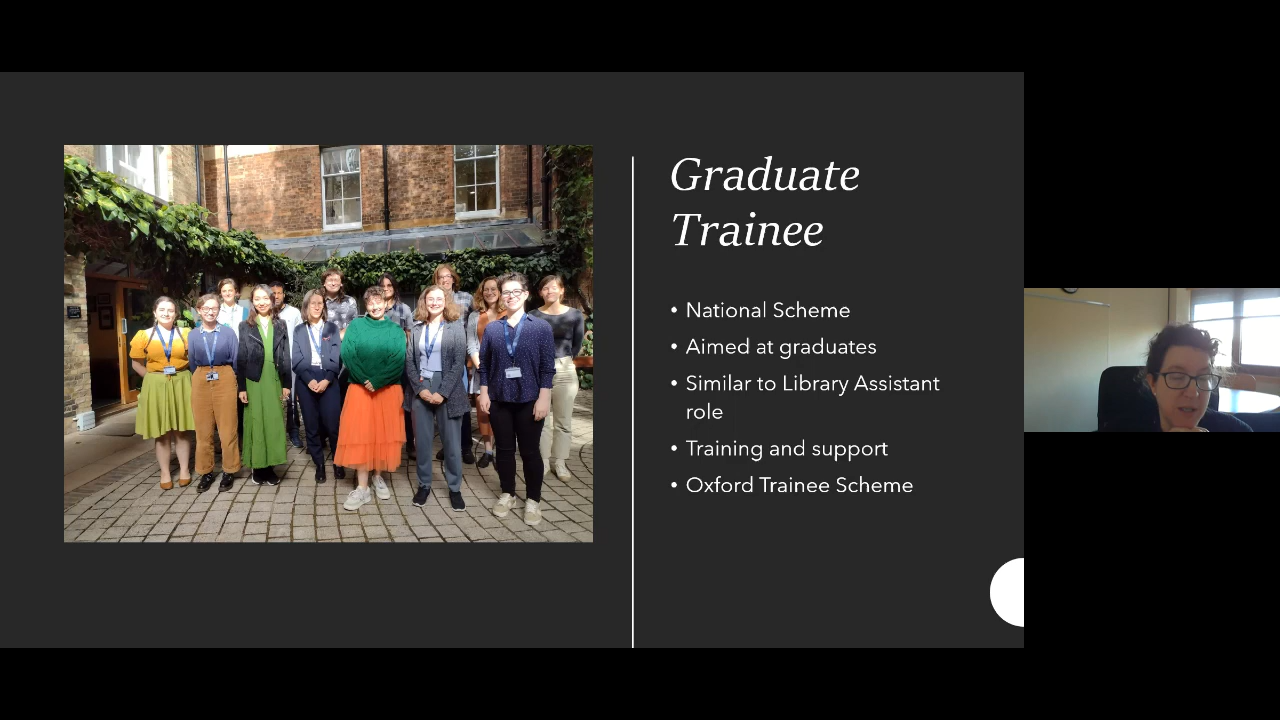 Graduate
Trainee
• National Scheme
• Aimed at graduates
• Similar to Library Assistant
role
• Training and support
• Oxford Trainee Scheme